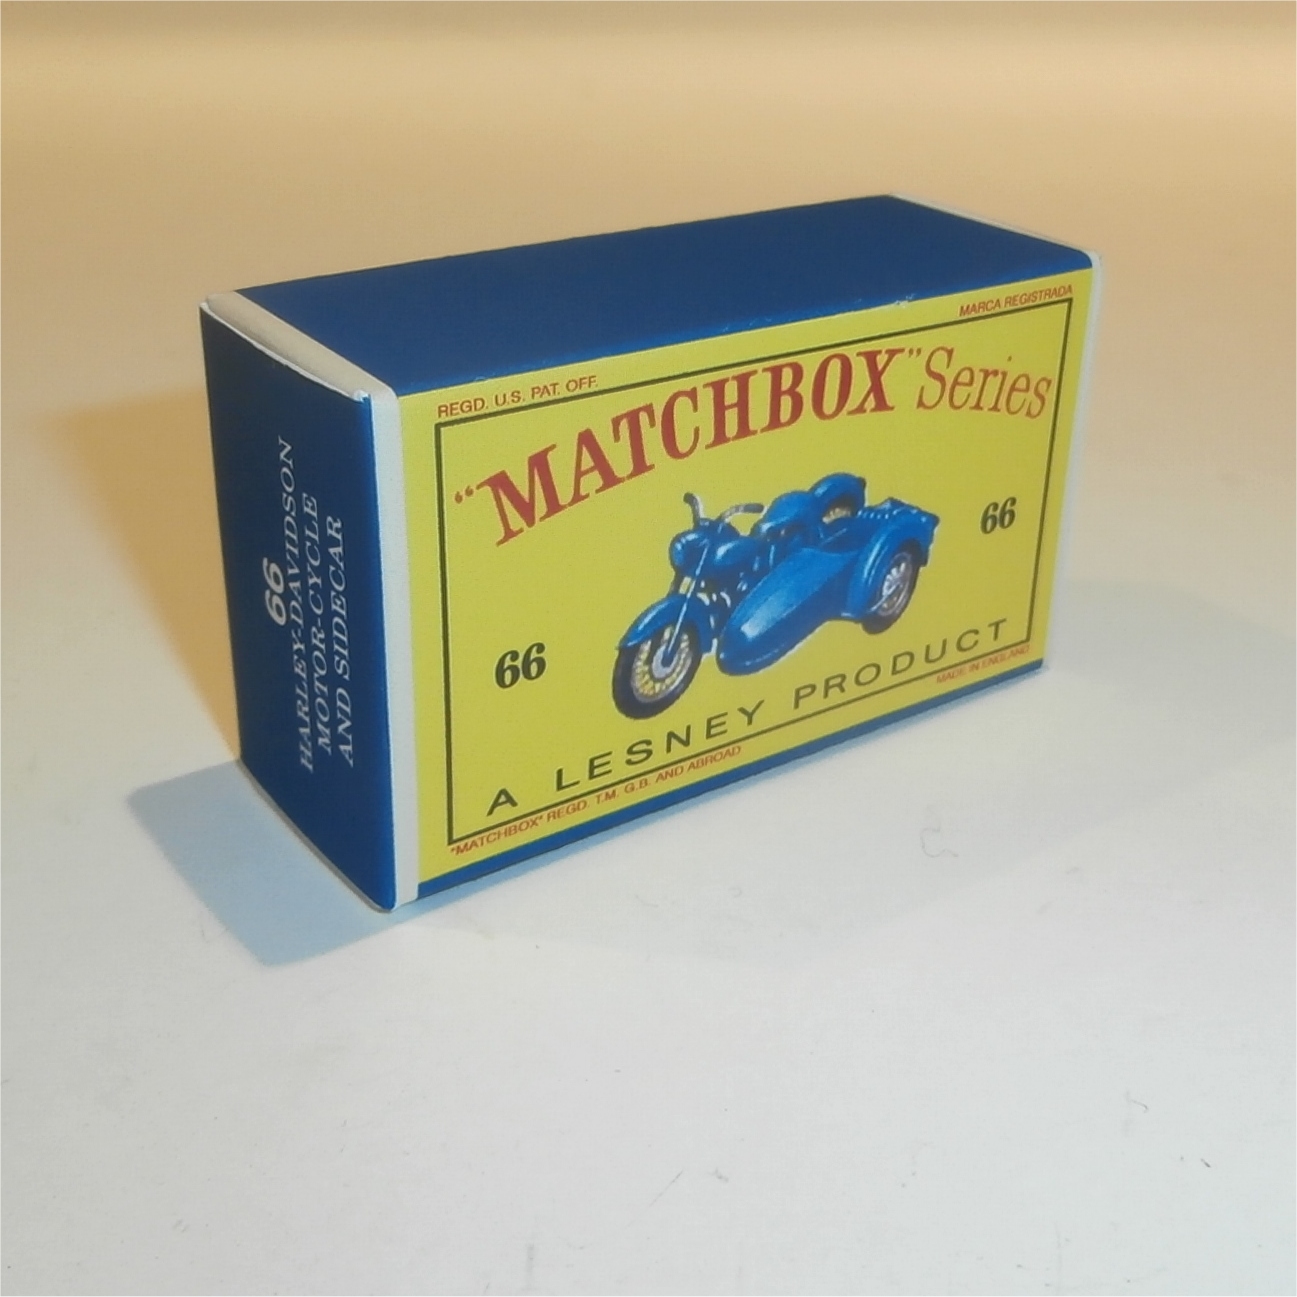 REGD. U.S. PAT. OFF.
MARCA REGISTRADA
"MATCHBOX" Series
66
66
A LESNEY PRODUCT
"MATCHBOX" REGD. T.M. G.B. AND ABROAD
MADE IN ENGLAND
66
HARLEY-DAVIDSON
MOTOR-CYCLE
AND SIDECAR